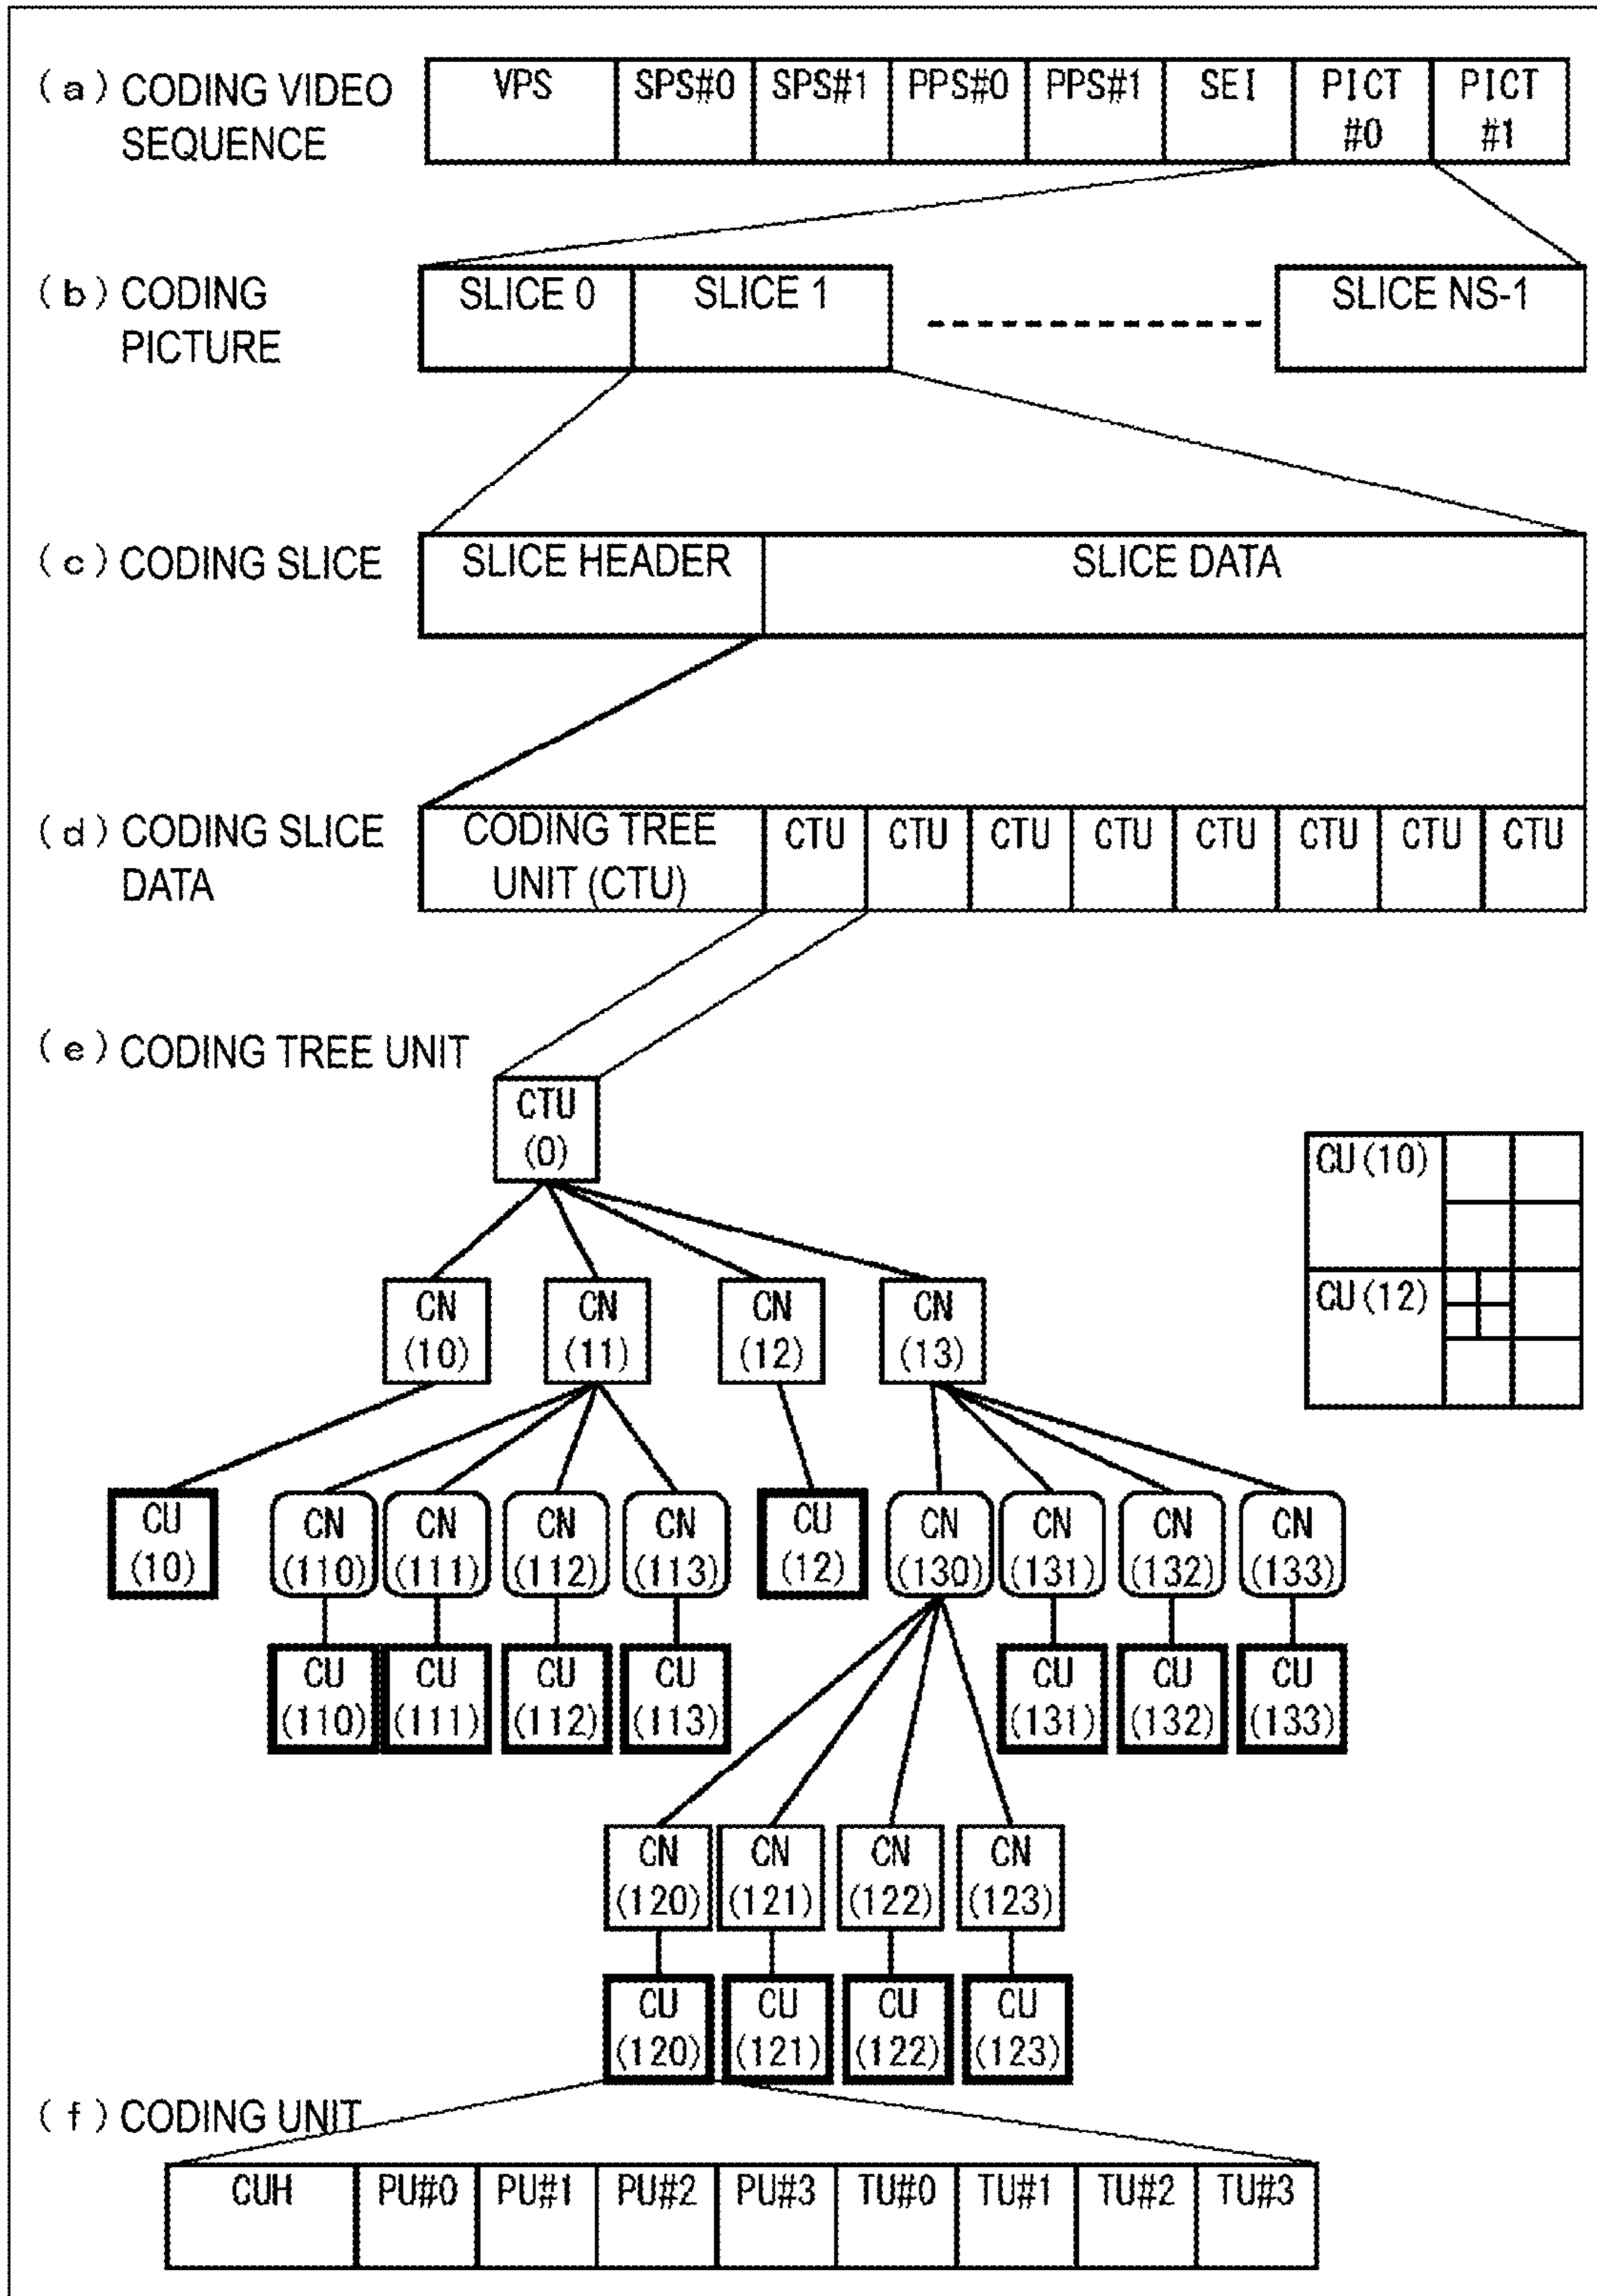 (a) CODING VIDEO
SEQUENCE
VPS SPS#0 SPS#1 PPS#0 PPS#1 SEI PICT PICT
#0 #1
(b) CODING
PICTURE
SLICE 0 SLICE 1 SLICE NS-1
(c) CODING SLICE
SLICE HEADER SLICE DATA
(d) CODING SLICE
DATA
CODING TREE CTU CTU CTU CTU CTU CTU CTU CTU
UNIT (CTU)
(e) CODING TREE UNIT
CTU
(0)
CU(10)
CU(12)
CN CN CN CN
(10) (11) (12) (13)
CU CN CN CN CN CU CN CN CN CN
(10) (110) (111) (112) (113) (12) (130) (131) (132) (133)
CU CU CU CU CU CU CU
(110) (111) (112) (113) (131) (132) (133)
CN CN CN CN
(120) (121) (122) (123)
CU CU CU CU
(120) (121) (122) (123)
(f) CODING UNIT
CUH PU#0 PU#1 PU#2 PU#3 TU#0 TU#1 TU#2 TU#3